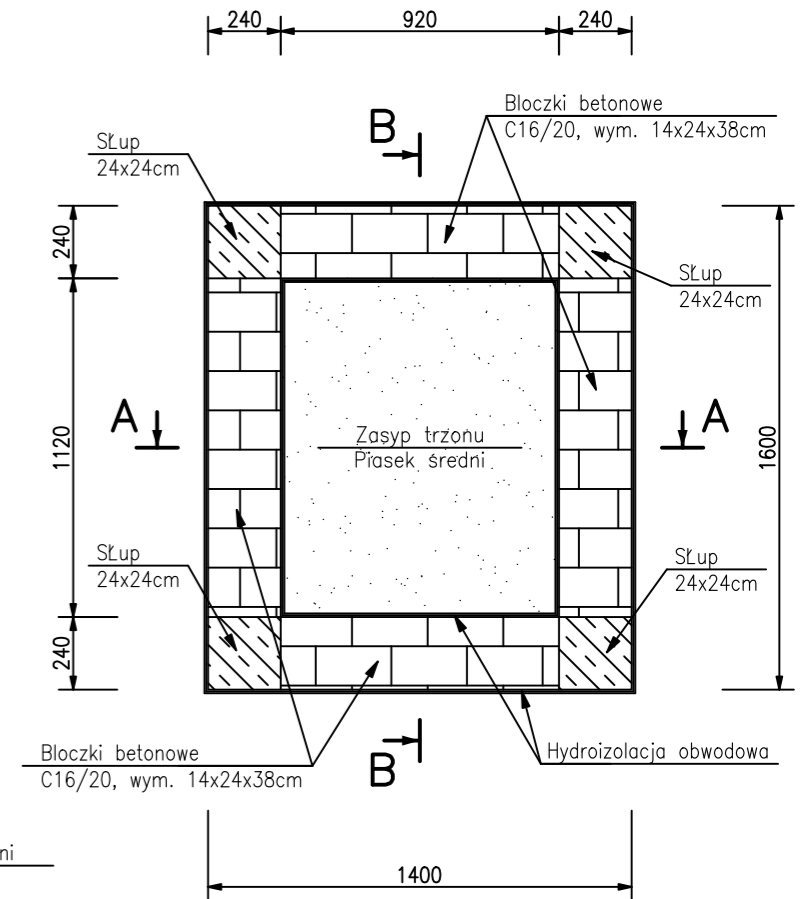 240
920
240
Bloczki betonowe
C16/20, wym. 14x24x38cm
B
SŁup
24x24cm
240
SŁup
24x24cm
A
A
1120
Zasyp trzonu
Piasek średni
1600
SŁup
24x24cm
SŁup
24x24cm
240
Bloczki betonowe
C16/20, wym. 14x24x38cm
B
Hydroizolacja obwodowa
ni
1400